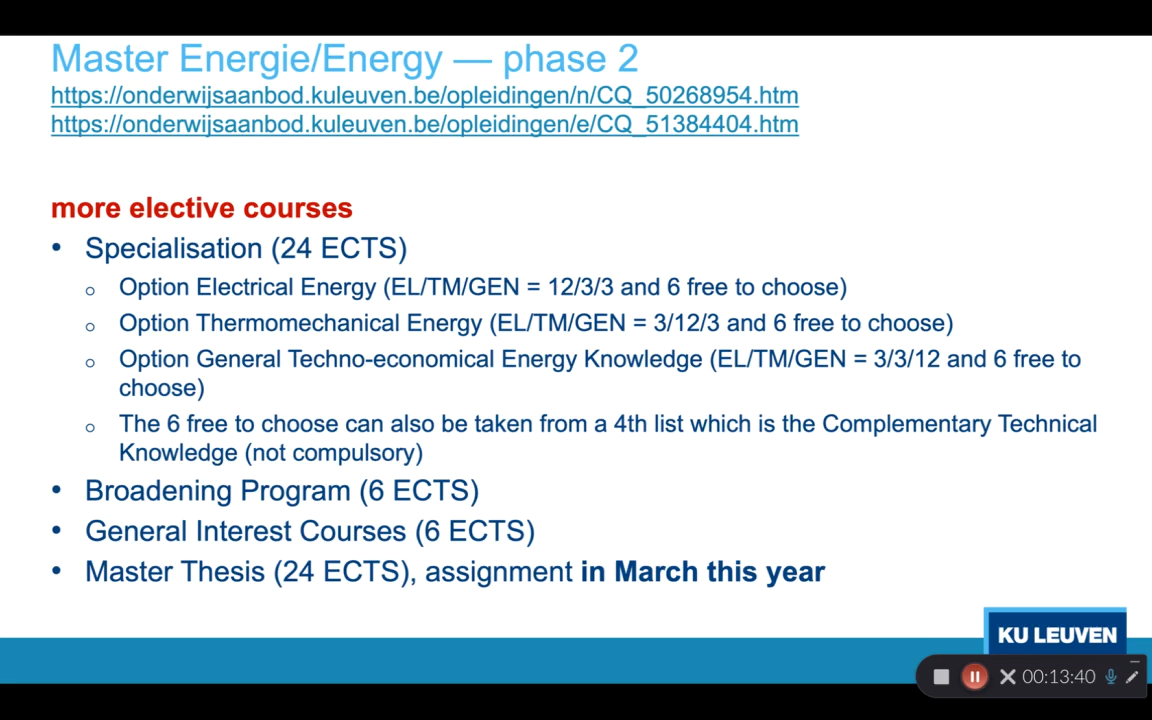 Master Energie/Energy — phase 2
https://onderwijsaanbod.kuleuven.be/opleidingen/n/CQ_50268954.htm
https://onderwijsaanbod.kuleuven.be/opleidingen/e/CQ_51384404.htm
more elective courses
• Specialisation (24 ECTS)
o Option Electrical Energy (EL/TM/GEN = 12/3/3 and 6 free to choose)
o Option Thermomechanical Energy (EL/TM/GEN = 3/12/3 and 6 free to choose)
o Option General Techno-economical Energy Knowledge (EL/TM/GEN = 3/3/12 and 6 free to
choose)
o The 6 free to choose can also be taken from a 4th list which is the Complementary Technical
Knowledge (not compulsory)
• Broadening Program (6 ECTS)
• General Interest Courses (6 ECTS)
• Master Thesis (24 ECTS), assignment in March this year
KU LEUVEN
00:13:40